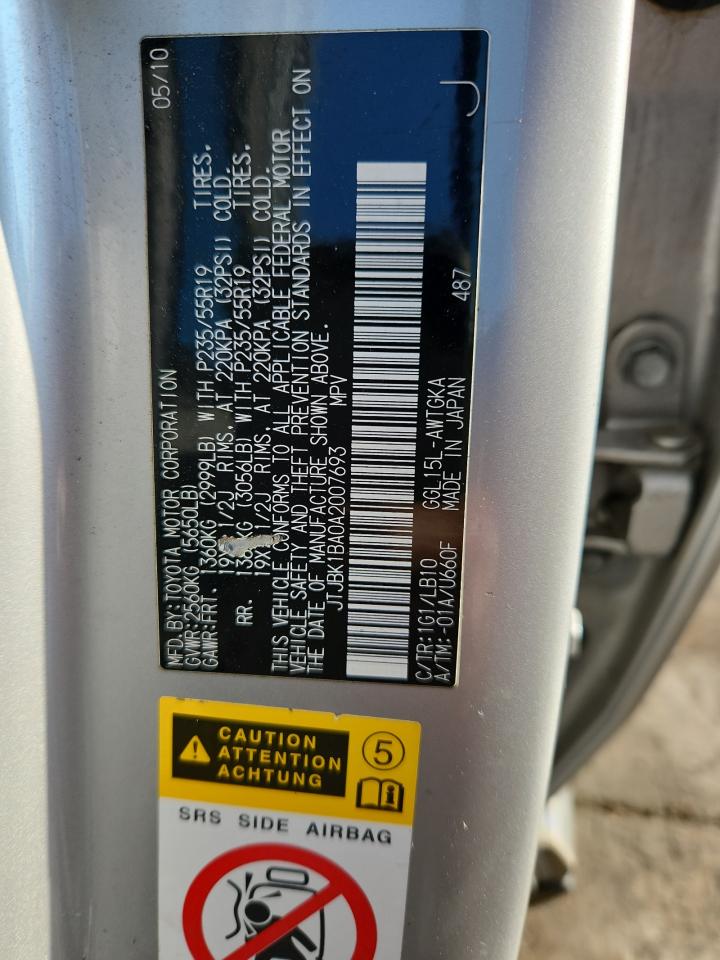 MFD.BY:TOYOTA MOTOR CORPORATION 05/10
GVWR:2560KG (5650LB)
GAWR:FRT. 1360KG (2999LB) WITH P235/55R19 TIRES.
1/2J RIMS, AT 220KPA (32PSI) COLD.
RR. (3056LB) WITH P235/55R19 TIRES.
19X7 1/2J RIMS, AT 220KPA (32PSI) COLD.
THIS VEHICLE CONFORMS TO ALL APPLICABLE FEDERAL MOTOR
VEHICLE SAFETY AND THEFT PREVENTION STANDARDS IN EFFECT ON
THE DATE OF MANUFACTURE SHOWN ABOVE.
JTJBK1BA0A2007693 MPV
C/TR:1G1/LB10 GGL15L-AWTGKA 487 J
A/TM:-01A/U660F MADE IN JAPAN
CAUTION
ATTENTION
ACHTUNG
5
SRS SIDE AIRBAG